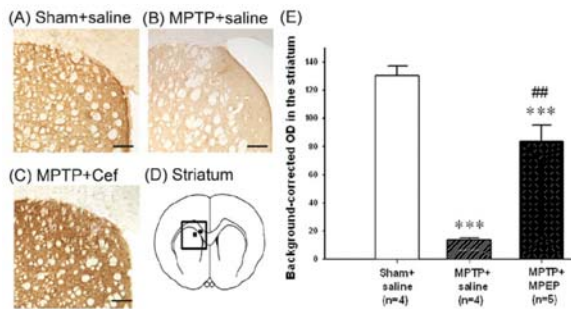 (A) Sham+saline
(B) MPTP+saline
(C) MPTP+Cef
(D) Striatum
(E)
Background-corrected OD in the striatum
140
120
100
80
60
40
20
0
***
##
***
Sham+
saline
(n=4)
MPTP+
saline
(n=4)
MPTP+
MPEP
(n=5)